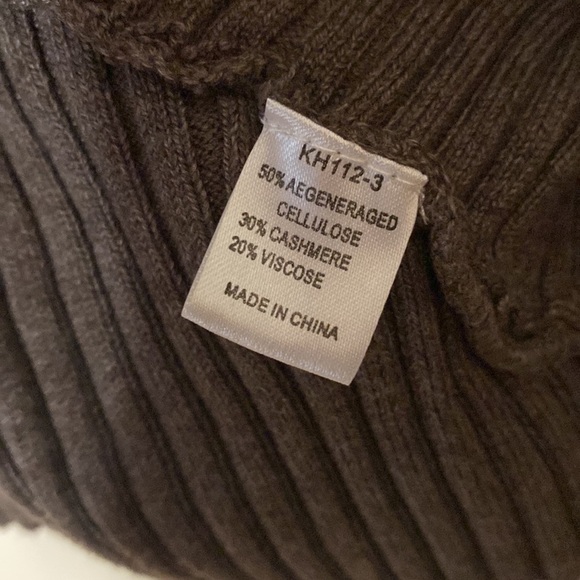 KH112-3
50% AEGENERAGED
CELLULOSE
30% CASHMERE
20% VISCOSE
MADE IN CHINA